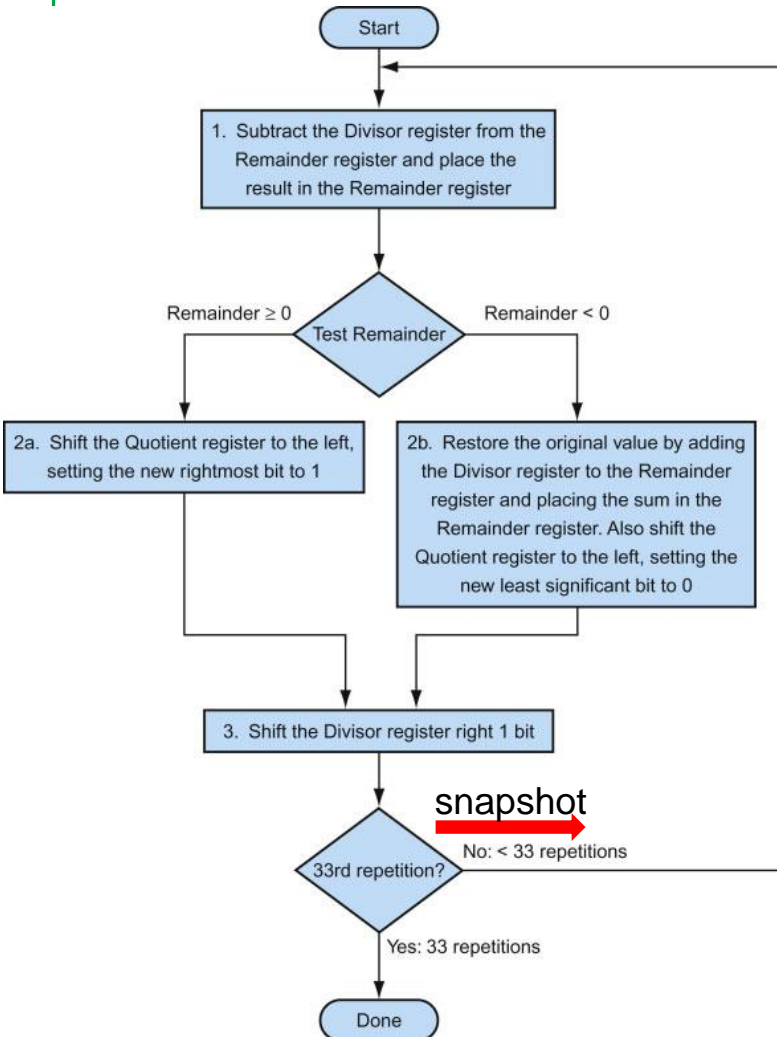 Start
1. Subtract the Divisor register from the
Remainder register and place the
result in the Remainder register
Remainder ≥ 0
Remainder < 0
Test Remainder
2a. Shift the Quotient register to the left,
setting the new rightmost bit to 1
2b. Restore the original value by adding
the Divisor register to the Remainder
register and placing the sum in the
Remainder register. Also shift the
Quotient register to the left, setting the
new least significant bit to 0
3. Shift the Divisor register right 1 bit
snapshot
No: < 33 repetitions
33rd repetition?
Yes: 33 repetitions
Done